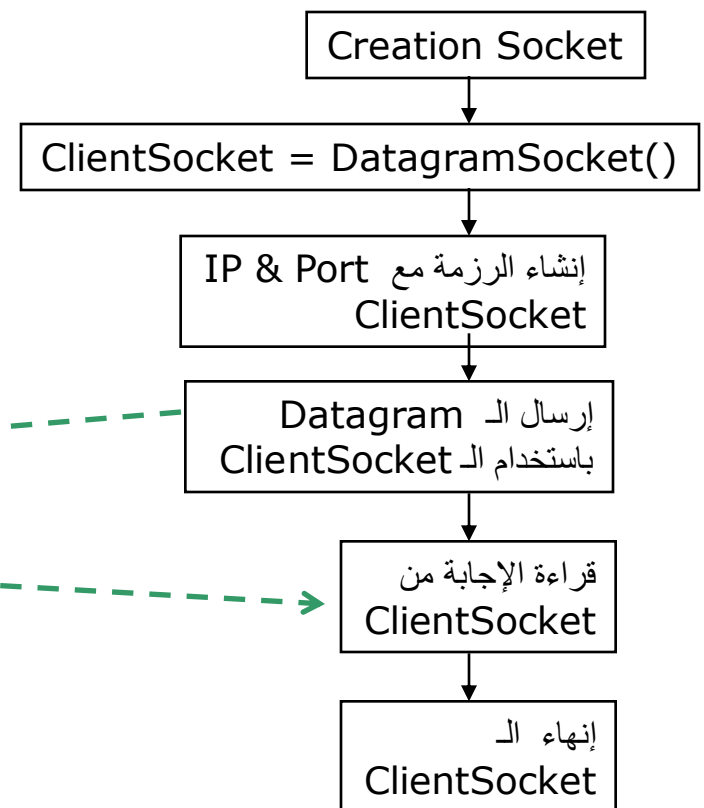 Creation Socket
ClientSocket = DatagramSocket()
إنشاء الرزمة مع IP & Port
ClientSocket
إرسال الـ Datagram
باستخدام الـ ClientSocket
قراءة الإجابة من
ClientSocket
إنهاء الـ
ClientSocket